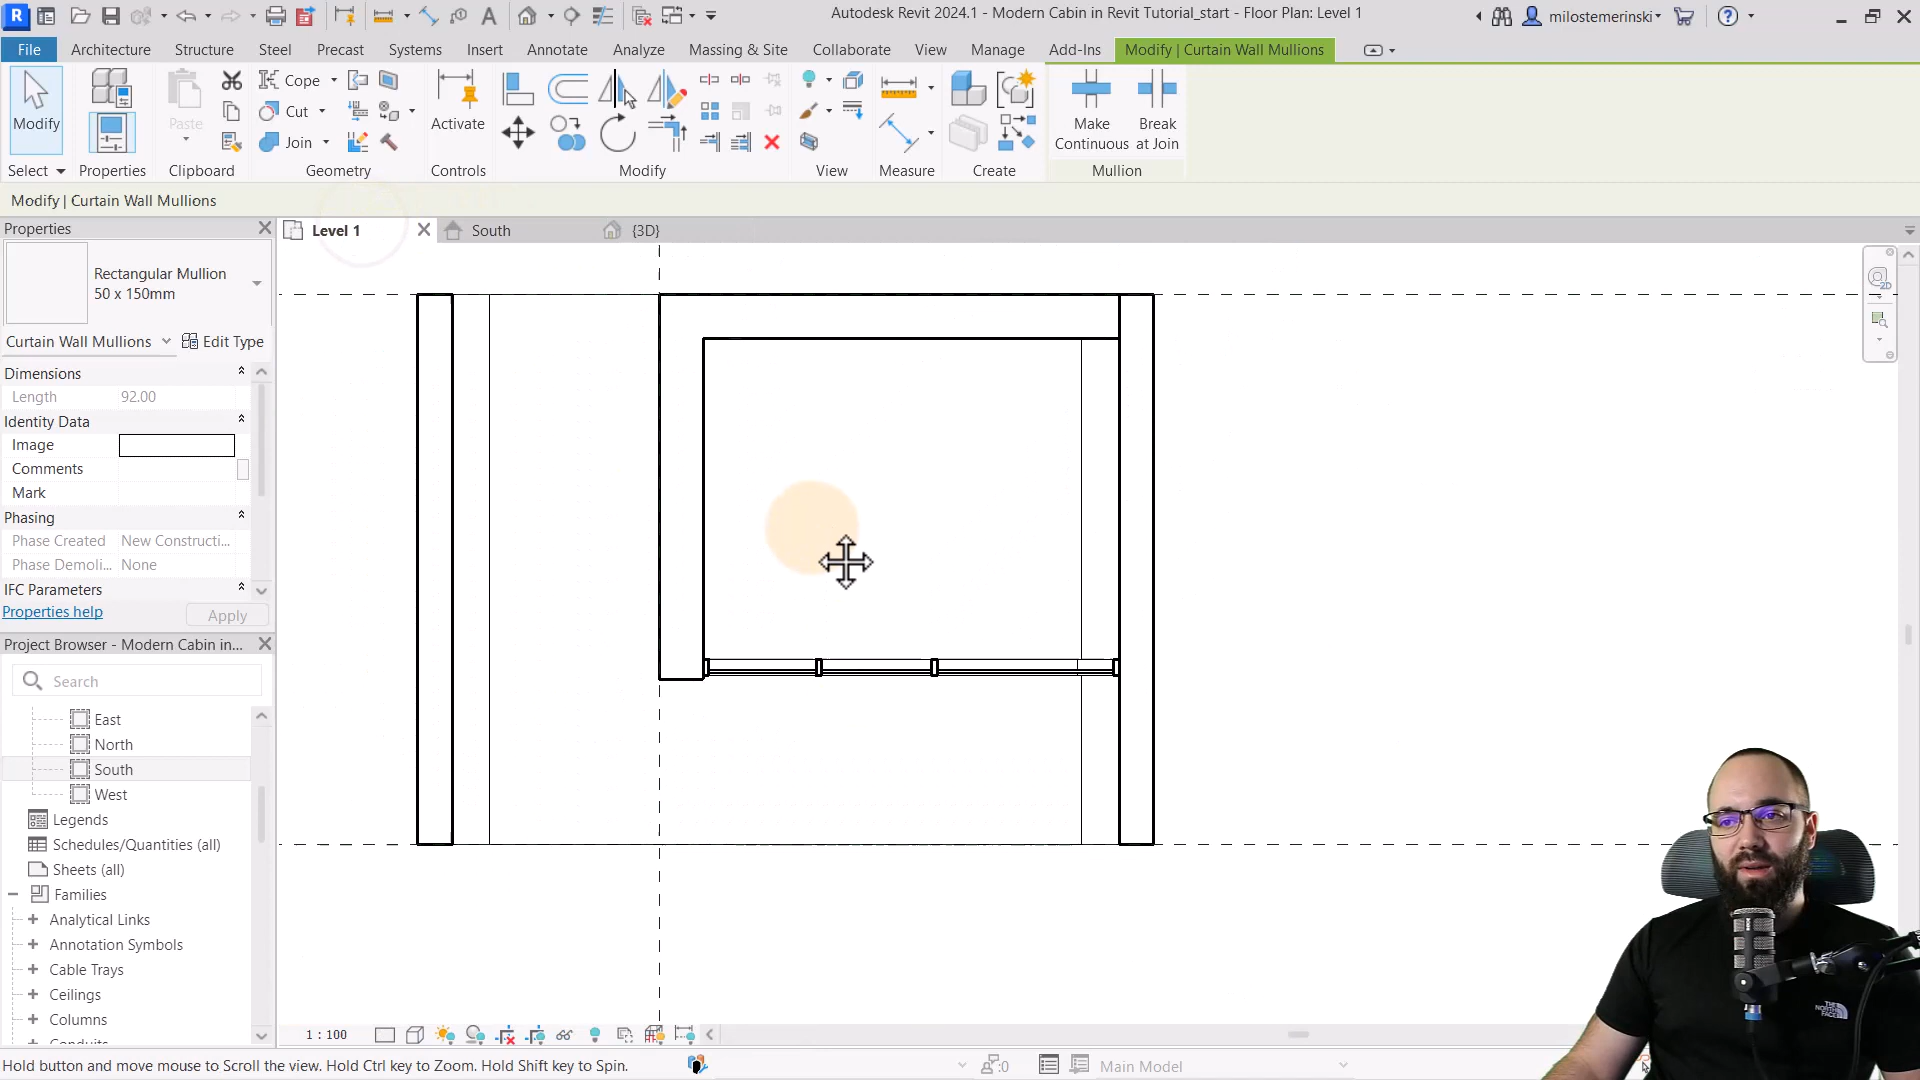 Autodesk Revit 2024.1 - Modern Cabin in Revit Tutorial_start - Floor Plan: Level 1
milostemerinski
File
Architecture
Structure
Steel
Precast
Systems
Insert
Annotate
Analyze
Massing & Site
Collaborate
View
Manage
Add-Ins
Modify | Curtain Wall Mullions
Modify
Paste
Cope
Cut
Join
Activate
Make
Continuous
Break
at Join
Select
Properties
Clipboard
Geometry
Controls
Modify
View
Measure
Create
Mullion
Modify | Curtain Wall Mullions
Properties
Level 1
South
{3D}
2D
Rectangular Mullion
50 x 150mm
Curtain Wall Mullions
Edit Type
Dimensions
Length 92.00
Identity Data
Image
Comments
Mark
Phasing
Phase Created New Constructi...
Phase Demoli... None
IFC Parameters
Properties help
Apply
Project Browser - Modern Cabin in...
Search
East
North
South
West
Legends
Schedules/Quantities (all)
Sheets (all)
Families
Analytical Links
Annotation Symbols
Cable Trays
Ceilings
Columns
1 : 100
Hold button and move mouse to Scroll the view. Hold Ctrl key to Zoom. Hold Shift key to Spin.
:0
Main Model
THE
NORTH
FACE